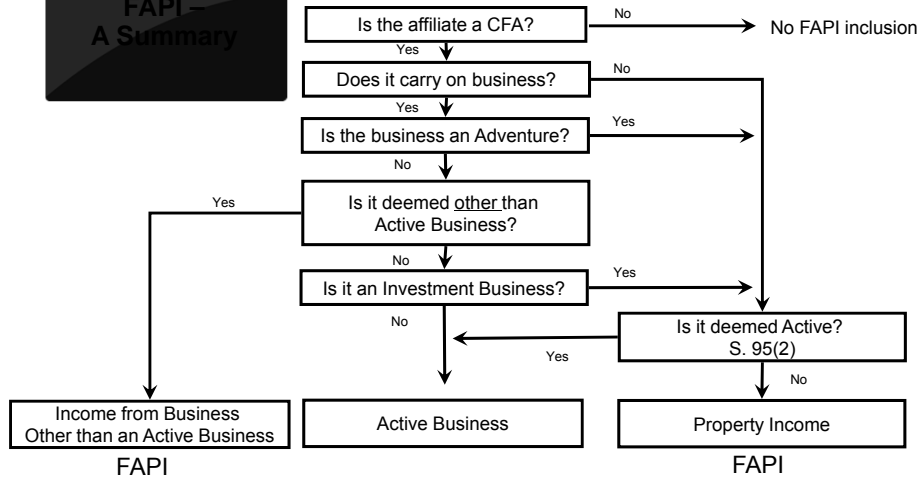 FAPI –
A Summary
Is the affiliate a CFA?
No
No FAPI inclusion
Yes
Does it carry on business?
No
Yes
Is the business an Adventure?
Yes
No
Is it deemed other than
Active Business?
Yes
No
Is it an Investment Business?
Yes
No
Is it deemed Active?
S. 95(2)
Yes
No
Income from Business
Other than an Active Business
Active Business
Property Income
FAPI
FAPI